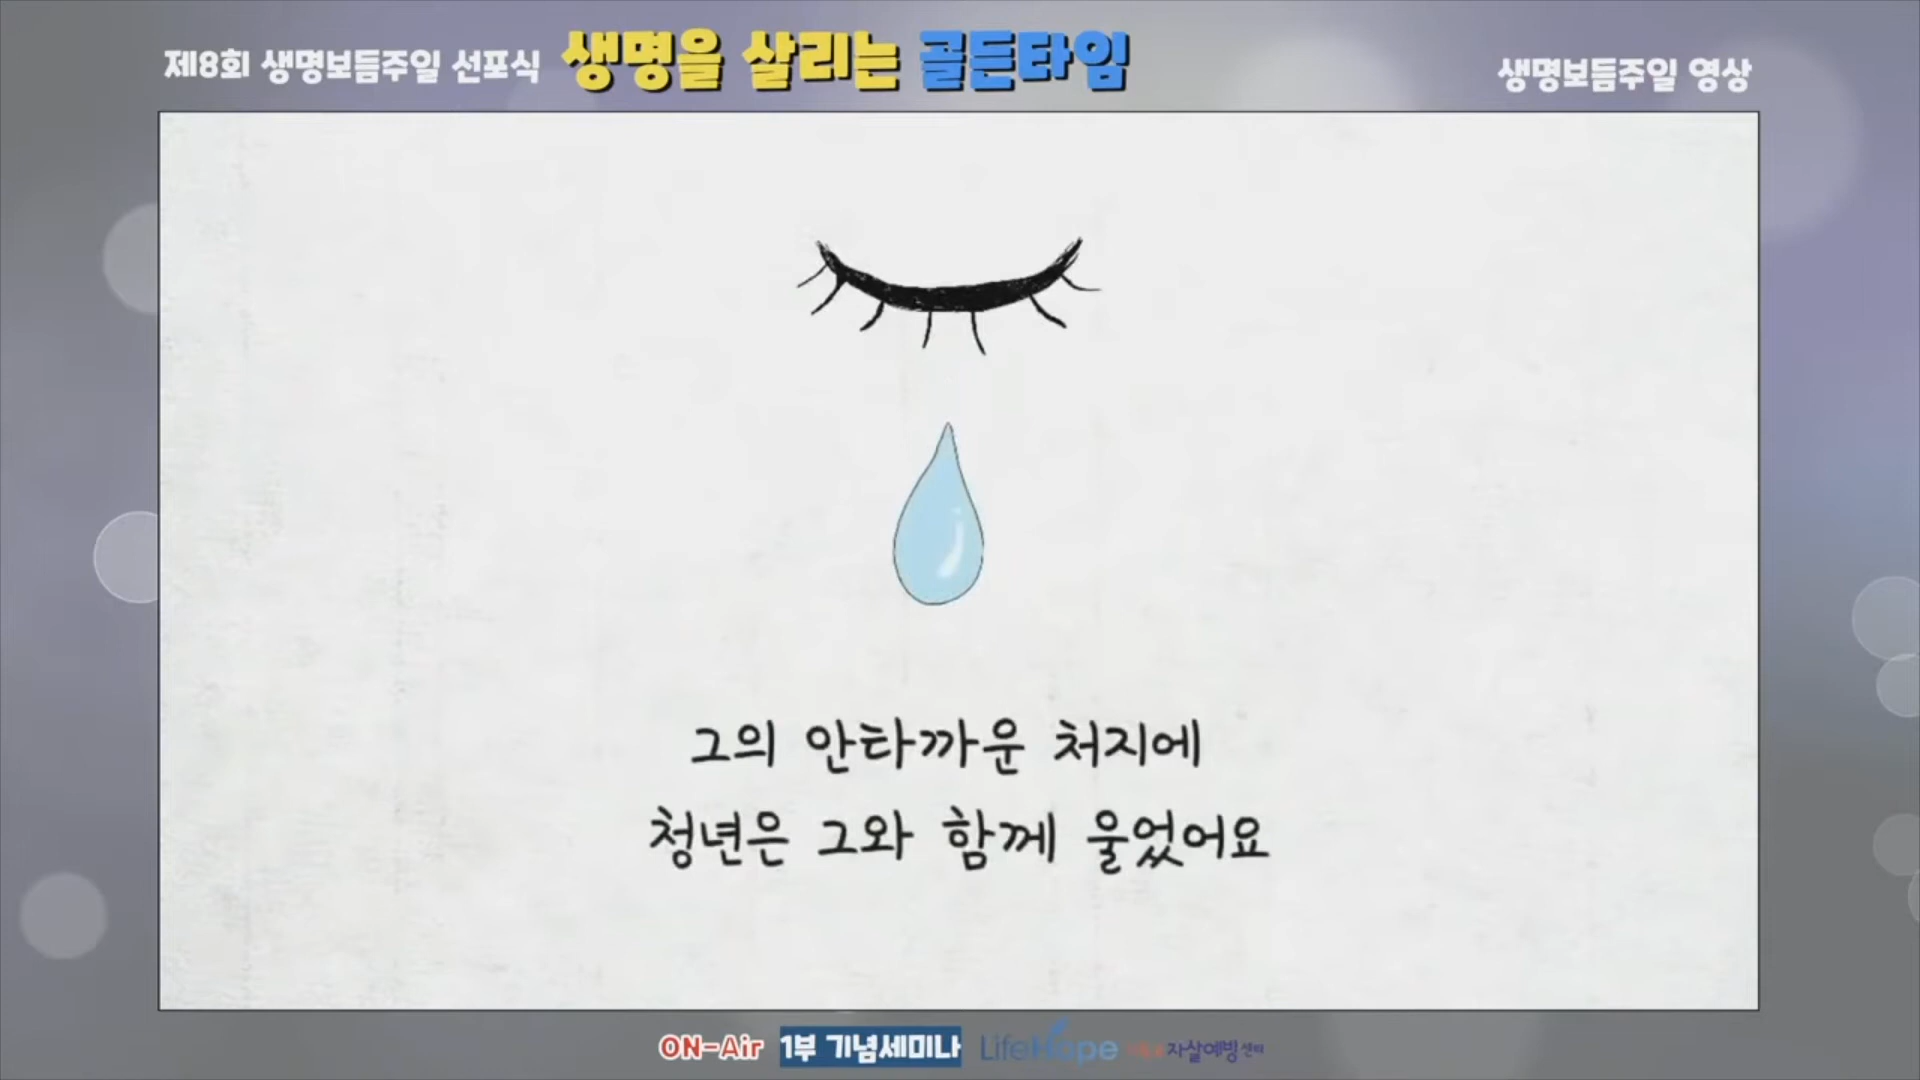 제8회 생명보듬주일 선포식 생명을 살리는 골든타임
생명보듬주일 영상
그의 안타까운 처지에
청년은 그와 함께 울었어요
ON-Air 1부 기념세미나 LifeHope 자살예방센터